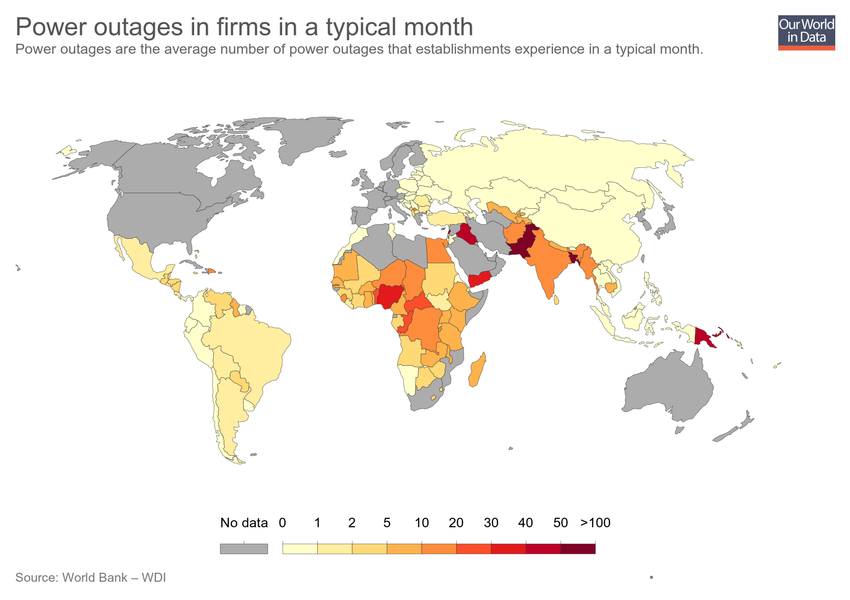 Power outages in firms in a typical month
Power outages are the average number of power outages that establishments experience in a typical month.
Our World
in Data
No data 0 1 2 5 10 20 30 40 50 >100
Source: World Bank – WDI